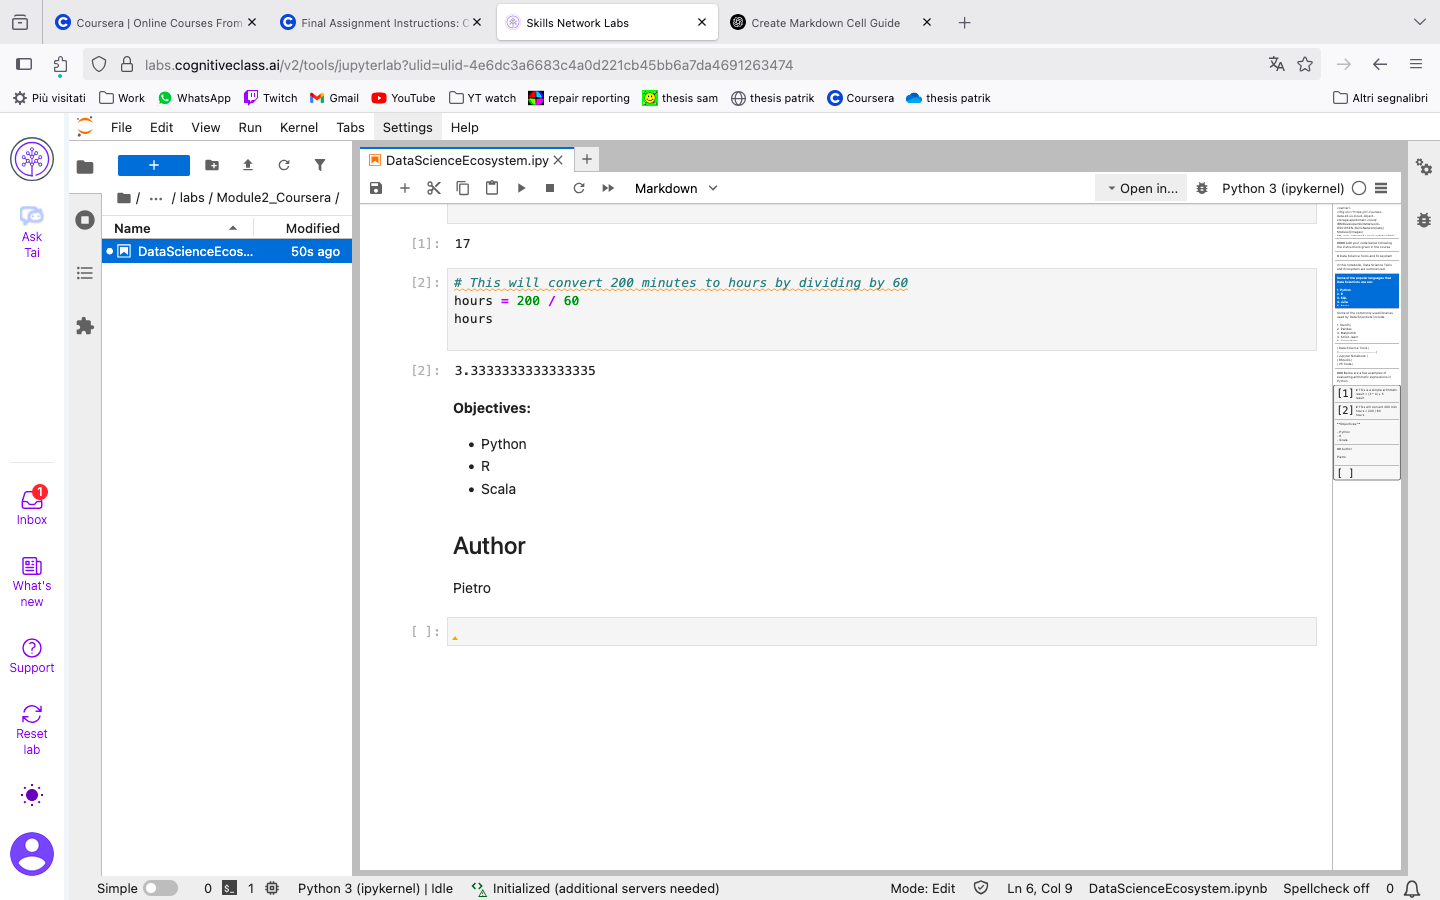 Coursera | Online Courses From
Final Assignment Instructions: C
Skills Network Labs
Create Markdown Cell Guide
labs.cognitiveclass.ai/v2/tools/jupyterlab?ulid=ulid-4e6dc3a6683c4a0d221cb45bb6a7da4691263474
Più visitati
Work
WhatsApp
Twitch
Gmail
YouTube
YT watch
repair reporting
thesis sam
thesis patrik
Coursera
thesis patrik
Altri segnalibri
File
Edit
View
Run
Kernel
Tabs
Settings
Help
Ask
Tai
Inbox
1
What's
new
Support
Reset
lab
/ ... / labs / Module2_Coursera /
Name
Modified
DataScienceEcos...
50s ago
DataScienceEcosystem.ipy
Markdown
Open in...
Python 3 (ipykernel)
[1]:
17
[2]:
# This will convert 200 minutes to hours by dividing by 60
hours = 200 / 60
hours
[2]:
3.3333333333333335
Objectives:
• Python
• R
• Scala
Author
Pietro
[ ]:
[1]
[2]
[ ]
Simple
0
1
Python 3 (ipykernel) | Idle
Initialized (additional servers needed)
Mode: Edit
Ln 6, Col 9
DataScienceEcosystem.ipynb
Spellcheck off
0